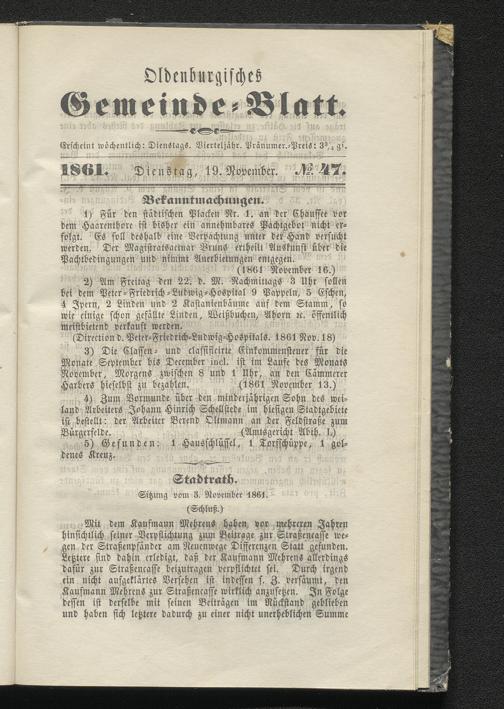 Oldenburgisches
Gemeinde-Blatt.
Erscheint wöchentlich: Dienstags. Vierteljähr. Pränumer.-Preis: 3¾ gr.
1861. Dienstag, 19. November. № 47.
Bekanntmachungen.
1) Für den städtischen Placken Nr. 1, an der Chaussee vor
dem Haarenthore ist bisher ein annehmbares Pachtgebot nicht er-
folgt. Es soll deshalb eine Verpachtung unter der Hand versucht
werden. Der Magistratsactuar Bruns ertheilt Auskunft über die
Pachtbedingungen und nimmt Anerbietungen entgegen.
(1861 November 16.)
2) Am Freitag den 22. d. M. Nachmittags 3 Uhr sollen
bei dem Peter-Friedrich-Ludwig-Hospital 9 Pappeln, 5 Eschen,
4 Ipern, 2 Linden und 2 Kastanienbäume auf dem Stamm, so
wie einige schon gefällte Linden, Weißbuchen, Ahorn ꝛc. öffentlich
meistbietend verkauft werden.
(Direction d. Peter-Friedrich-Ludwig-Hospitals. 1861 Nov. 18)
3) Die Classen- und classificirte Einkommensteuer für die
Monate September bis December incl. ist im Laufe des Monats
November, Morgens zwischen 8 und 1 Uhr, an den Cämmerer
Harbers hieselbst zu bezahlen. (1861 November 13.)
4) Zum Vormunde über den minderjährigen Sohn des wei-
land Arbeiters Johann Hinrich Schellstede im hiesigen Stadtgebiete
ist bestellt: der Arbeiter Berend Oltmann an der Feldstraße zum
Bürgerfelde. (Amtsgericht Abth. I.)
5) Gefunden: 1 Hausschlüssel, 1 Torfschüppe, 1 gol-
denes Kreuz.
Stadtrath.
Sitzung vom 3. November 1861.
(Schluß.)
Mit dem Kaufmann Mehrens haben vor mehreren Jahren
hinsichtlich seiner Verpflichtung zum Beitrage zur Straßencasse we-
gen der Straßenpfänder am Neuenwege Differenzen Statt gefunden.
Letztere sind dahin erledigt, daß der Kaufmann Mehrens allerdings
dafür zur Straßencasse beizutragen verpflichtet sei. Durch irgend
ein nicht aufgeklärtes Versehen ist indessen s. Z. versäumt, den
Kaufmann Mehrens zur Straßencasse wirklich anzusetzen. In Folge
dessen ist derselbe mit seinen Beiträgen im Rückstand geblieben
und haben sich letztere dadurch zu einer nicht unerheblichen Summe